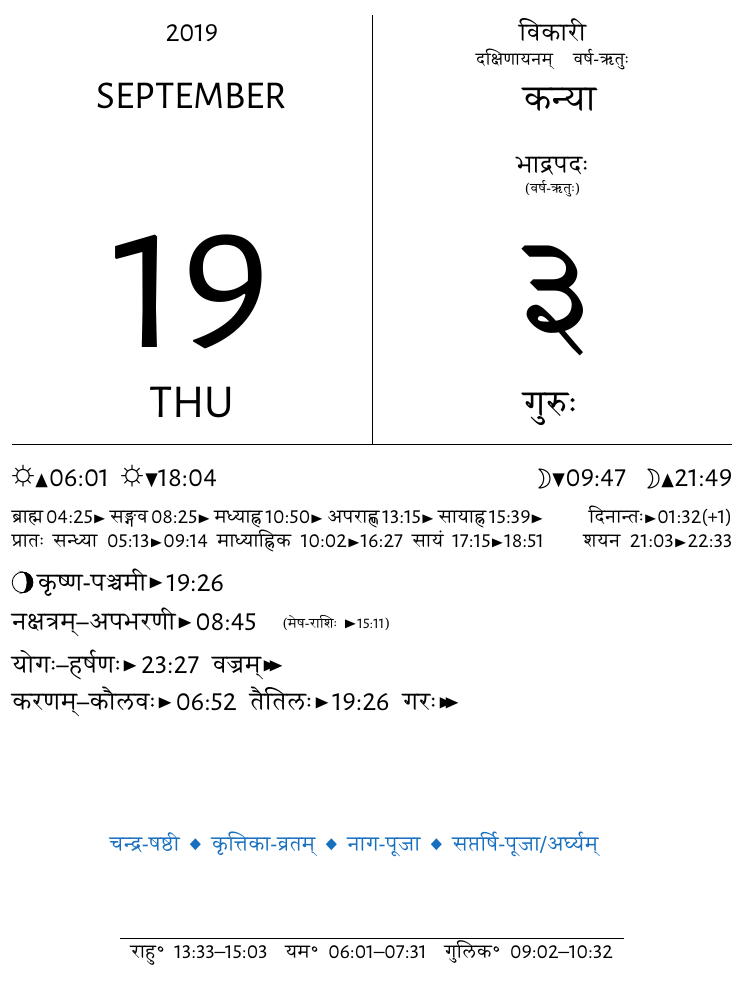 2019
SEPTEMBER
19
THU
विकारी
दक्षिणायनम् वर्ष-ऋतुः
कन्या
भाद्रपदः
(वर्ष-ऋतुः)
३
गुरुः
☼▲06:01 ☼▼18:04 ☽▼09:47 ☽▲21:49
ब्राह्म 04:25► सङ्गव 08:25► मध्याह्न 10:50► अपराह्ण 13:15► सायाह्न 15:39► दिनान्तः►01:32(+1)
प्रातः सन्ध्या 05:13►09:14 माध्याह्निक 10:02►16:27 सायं 17:15►18:51 शयन 21:03►22:33
कृष्ण-पञ्चमी►19:26
नक्षत्रम्–अपभरणी► 08:45 (मेष-राशिः ►15:11)
योगः–हर्षणः► 23:27 वज्रम्►►
करणम्–कौलवः► 06:52 तैतिलः►19:26 गरः►►
चन्द्र-षष्ठी ◆ कृत्तिका-व्रतम् ◆ नाग-पूजा ◆ सप्तर्षि-पूजा/अर्घ्यम्
राहु॰ 13:33–15:03 यम॰ 06:01–07:31 गुलिक॰ 09:02–10:32